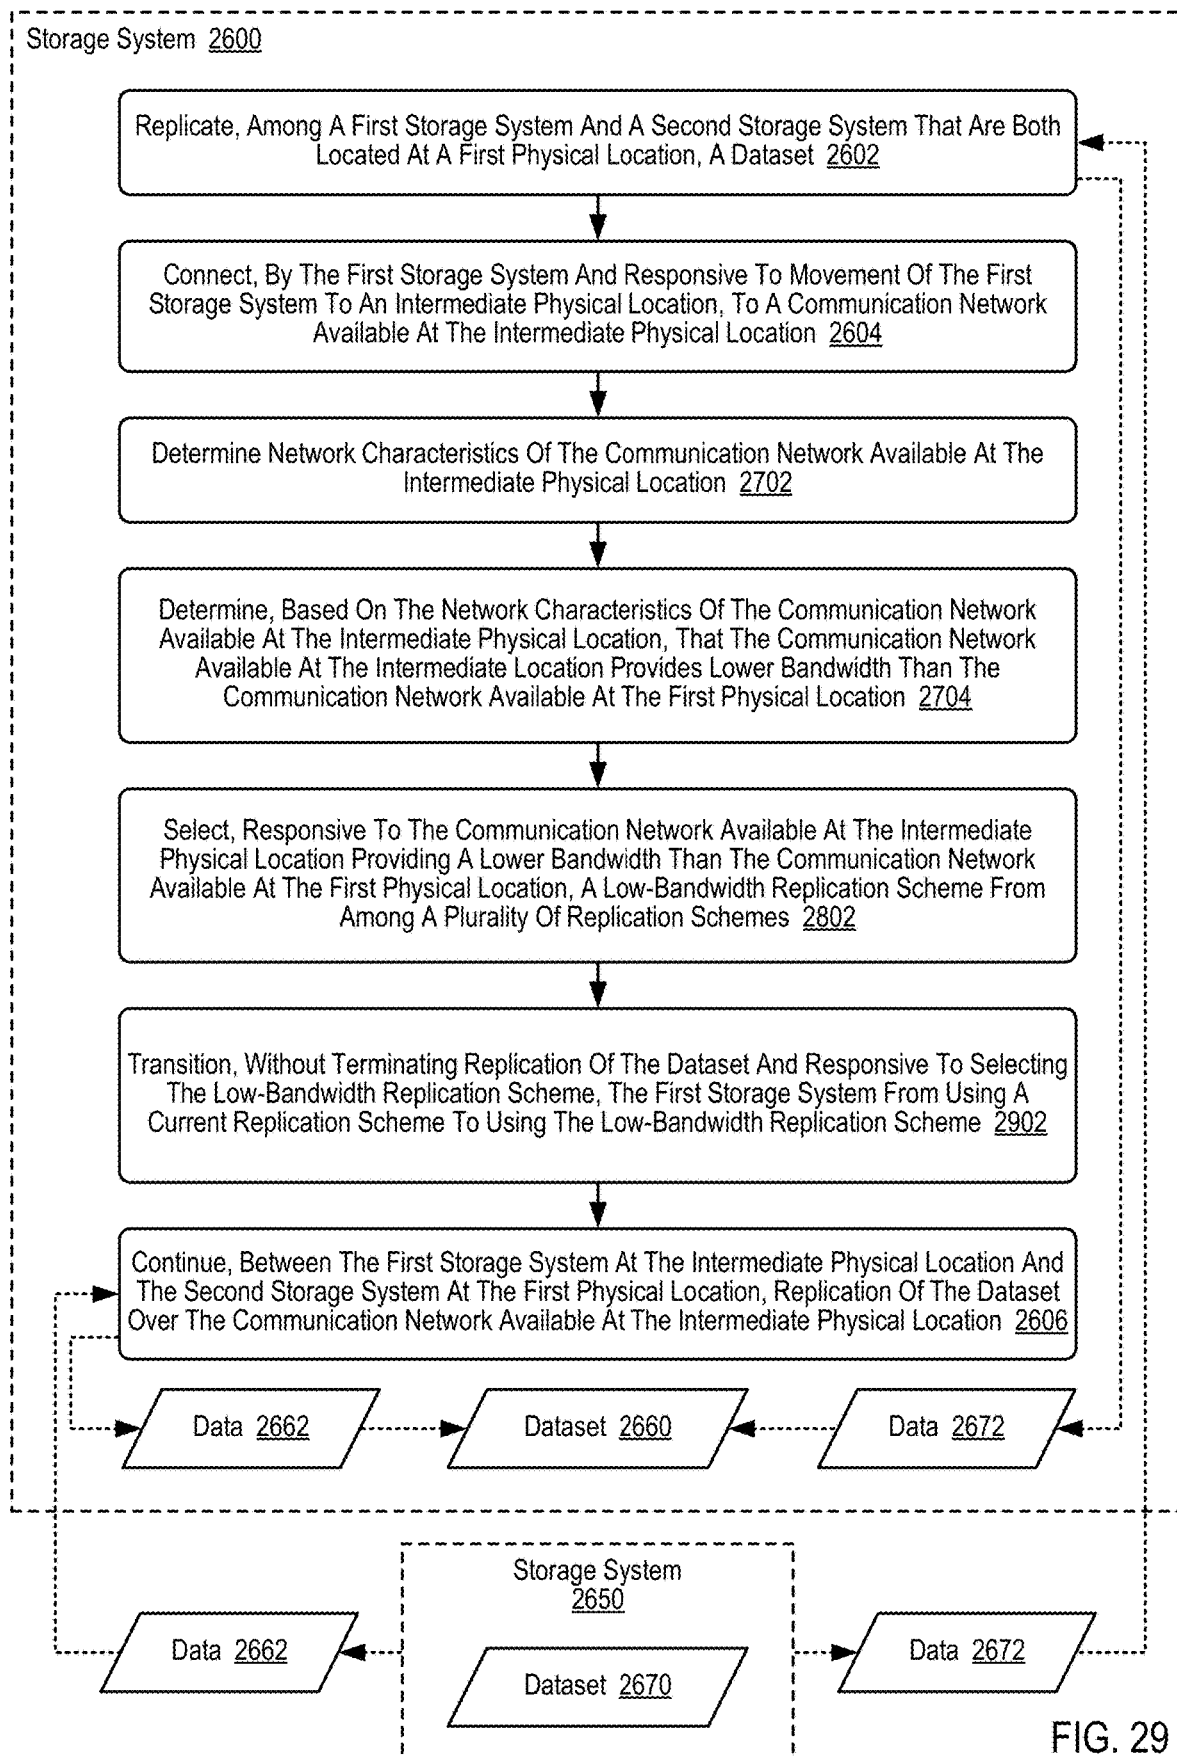 Storage System 2600
Replicate, Among A First Storage System And A Second Storage System That Are Both
Located At A First Physical Location, A Dataset 2602
Connect, By The First Storage System And Responsive To Movement Of The First
Storage System To An Intermediate Physical Location, To A Communication Network
Available At The Intermediate Physical Location 2604
Determine Network Characteristics Of The Communication Network Available At The
Intermediate Physical Location 2702
Determine, Based On The Network Characteristics Of The Communication Network
Available At The Intermediate Physical Location, That The Communication Network
Available At The Intermediate Location Provides Lower Bandwidth Than The
Communication Network Available At The First Physical Location 2704
Select, Responsive To The Communication Network Available At The Intermediate
Physical Location Providing A Lower Bandwidth Than The Communication Network
Available At The First Physical Location, A Low-Bandwidth Replication Scheme From
Among A Plurality Of Replication Schemes 2802
Transition, Without Terminating Replication Of The Dataset And Responsive To Selecting
The Low-Bandwidth Replication Scheme, The First Storage System From Using A
Current Replication Scheme To Using The Low-Bandwidth Replication Scheme 2902
Continue, Between The First Storage System At The Intermediate Physical Location And
The Second Storage System At The First Physical Location, Replication Of The Dataset
Over The Communication Network Available At The Intermediate Physical Location 2606
Data 2662
Dataset 2660
Data 2672
Storage System
2650
Data 2662
Dataset 2670
Data 2672
FIG. 29